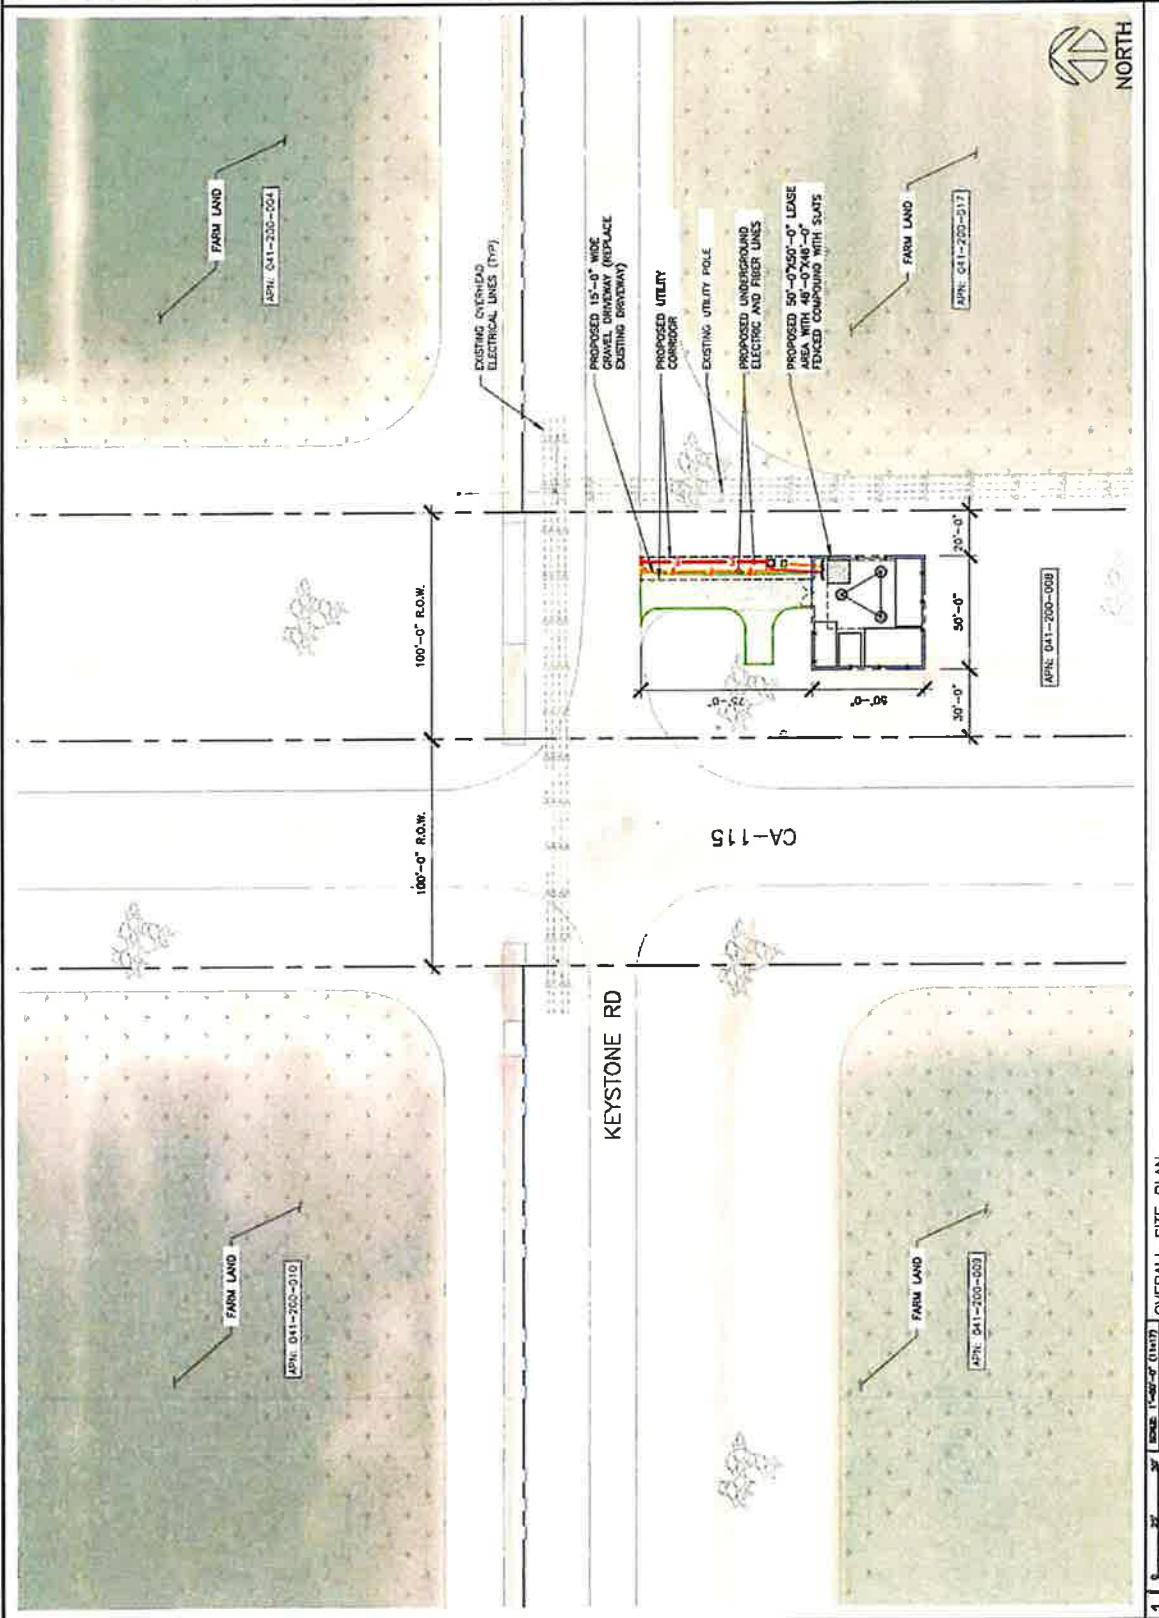 NORTH
FARM LAND
APN: 041-200-004
EXISTING OVERHEAD
ELECTRICAL LINES (TYP)
PROPOSED 15'-0" WIDE
GRAVEL DRIVEWAY (REPLACE
EXISTING DRIVEWAY)
PROPOSED UTILITY
CORRIDOR
EXISTING UTILITY POLE
PROPOSED UNDERGROUND
ELECTRIC AND FIBER LINES
PROPOSED 50'-0"X50'-0" LEASE
AREA WITH 48'-0"X48'-0"
FENCED COMPOUND WITH SLATS
FARM LAND
APN: 041-200-017
100'-0" R.O.W.
100'-0" R.O.W.
75'-0"
50'-0"
20'-0"
50'-0"
30'-0"
APN: 041-200-008
CA-115
KEYSTONE RD
FARM LAND
APN: 041-200-010
FARM LAND
APN: 041-200-009
1
OVERALL SITE PLAN